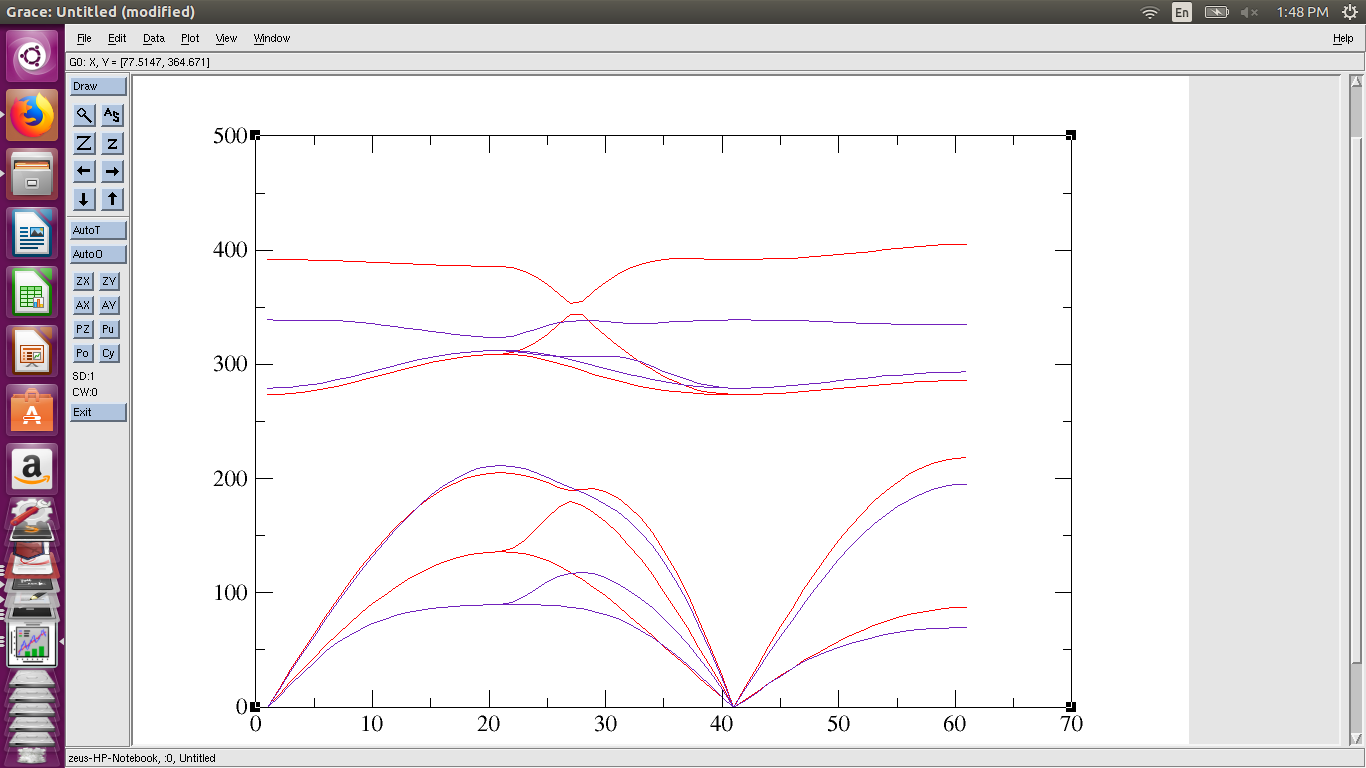 Grace: Untitled (modified)
En
1:48 PM
File Edit Data Plot View Window
Help
G0: X, Y = [77.5147, 364.671]
Draw
A S
Z Z
AutoT
AutoO
ZX ZY
AX AY
PZ Pu
Po Cy
SD:1
CW:0
Exit
500
400
300
200
100
0
0 10 20 30 40 50 60 70
zeus-HP-Notebook, :0, Untitled